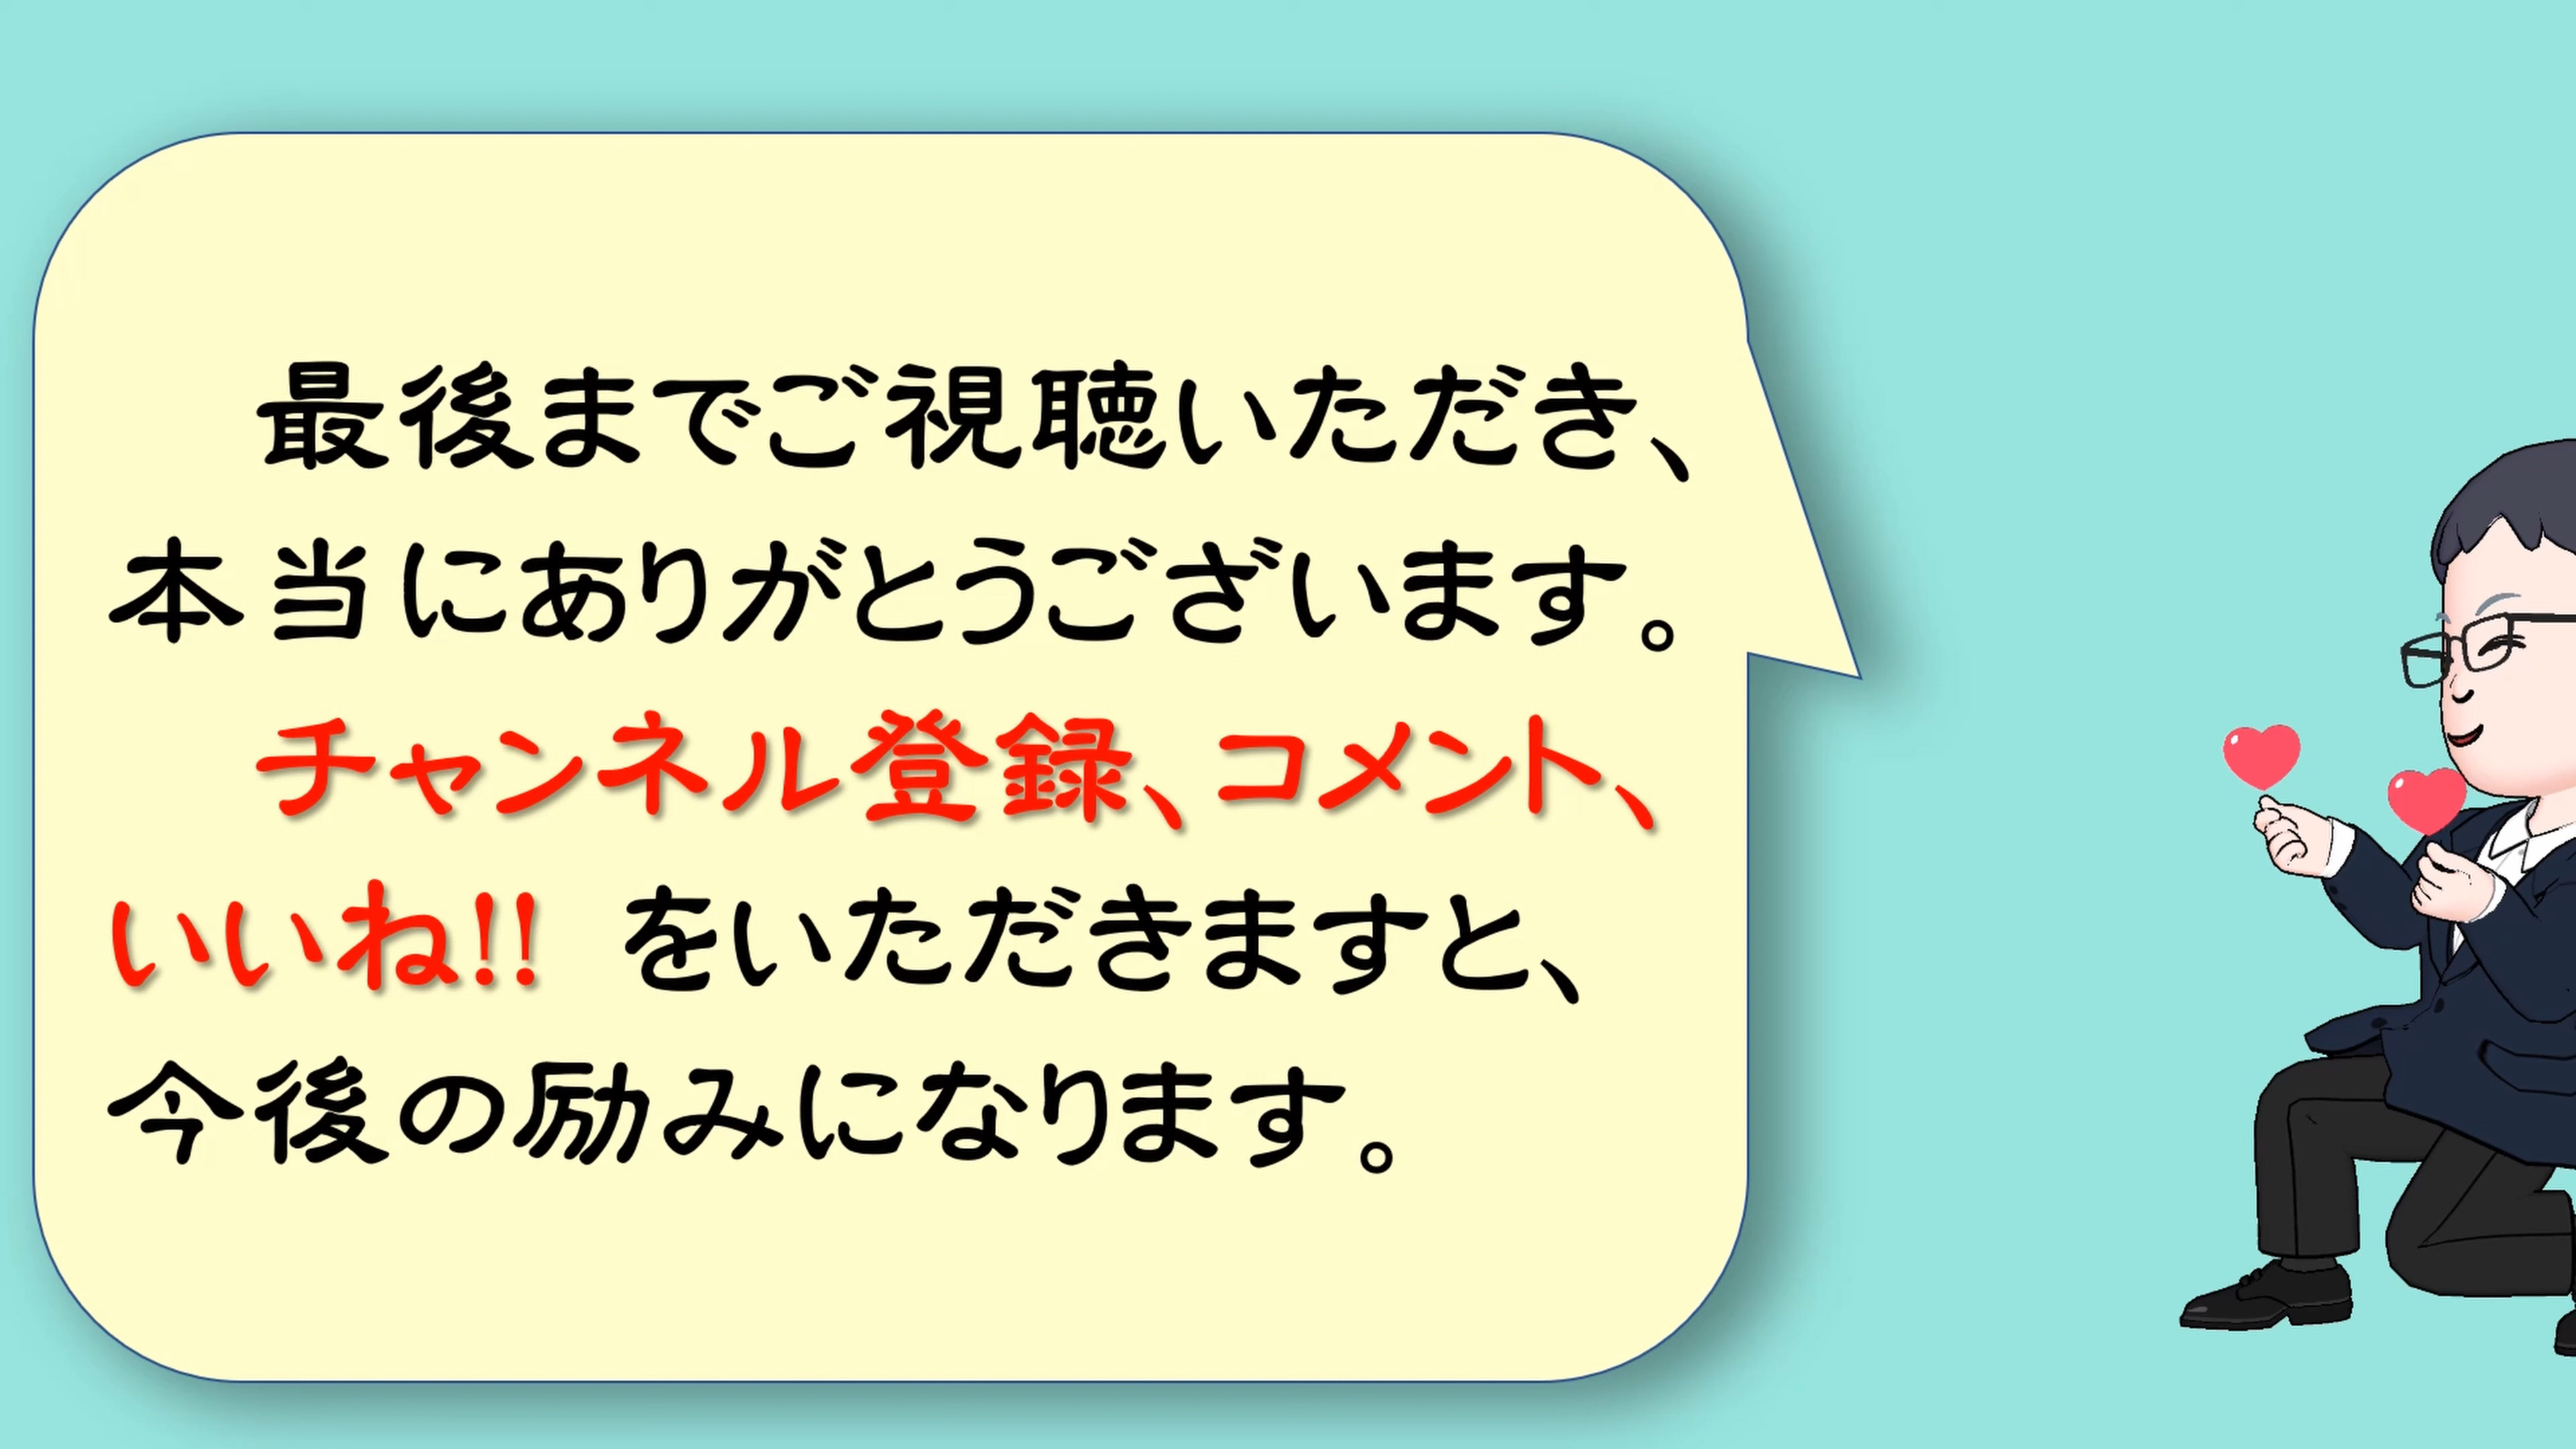 最後までご視聴いただき、
本当にありがとうございます。
チャンネル登録、コメント、
いいね!! をいただきますと、
今後の励みになります。